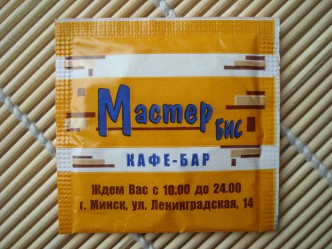 Мастер
БИС
КАФЕ-БАР
Ждем Вас с 10.00 до 24.00
г. Минск, ул. Ленинградская, 14